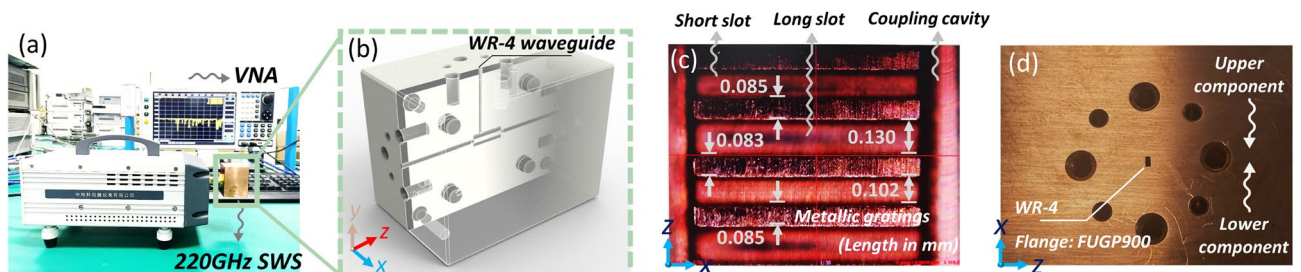 (a)
VNA
220GHz SWS
(b)
WR-4 waveguide
y
z
x
Short slot
Long slot
Coupling cavity
(c)
0.085
0.083
0.130
0.102
0.085
Metallic gratings
(Length in mm)
Z
X
(d)
Upper
component
WR-4
Flange: FUGP900
Lower
component
X
Z